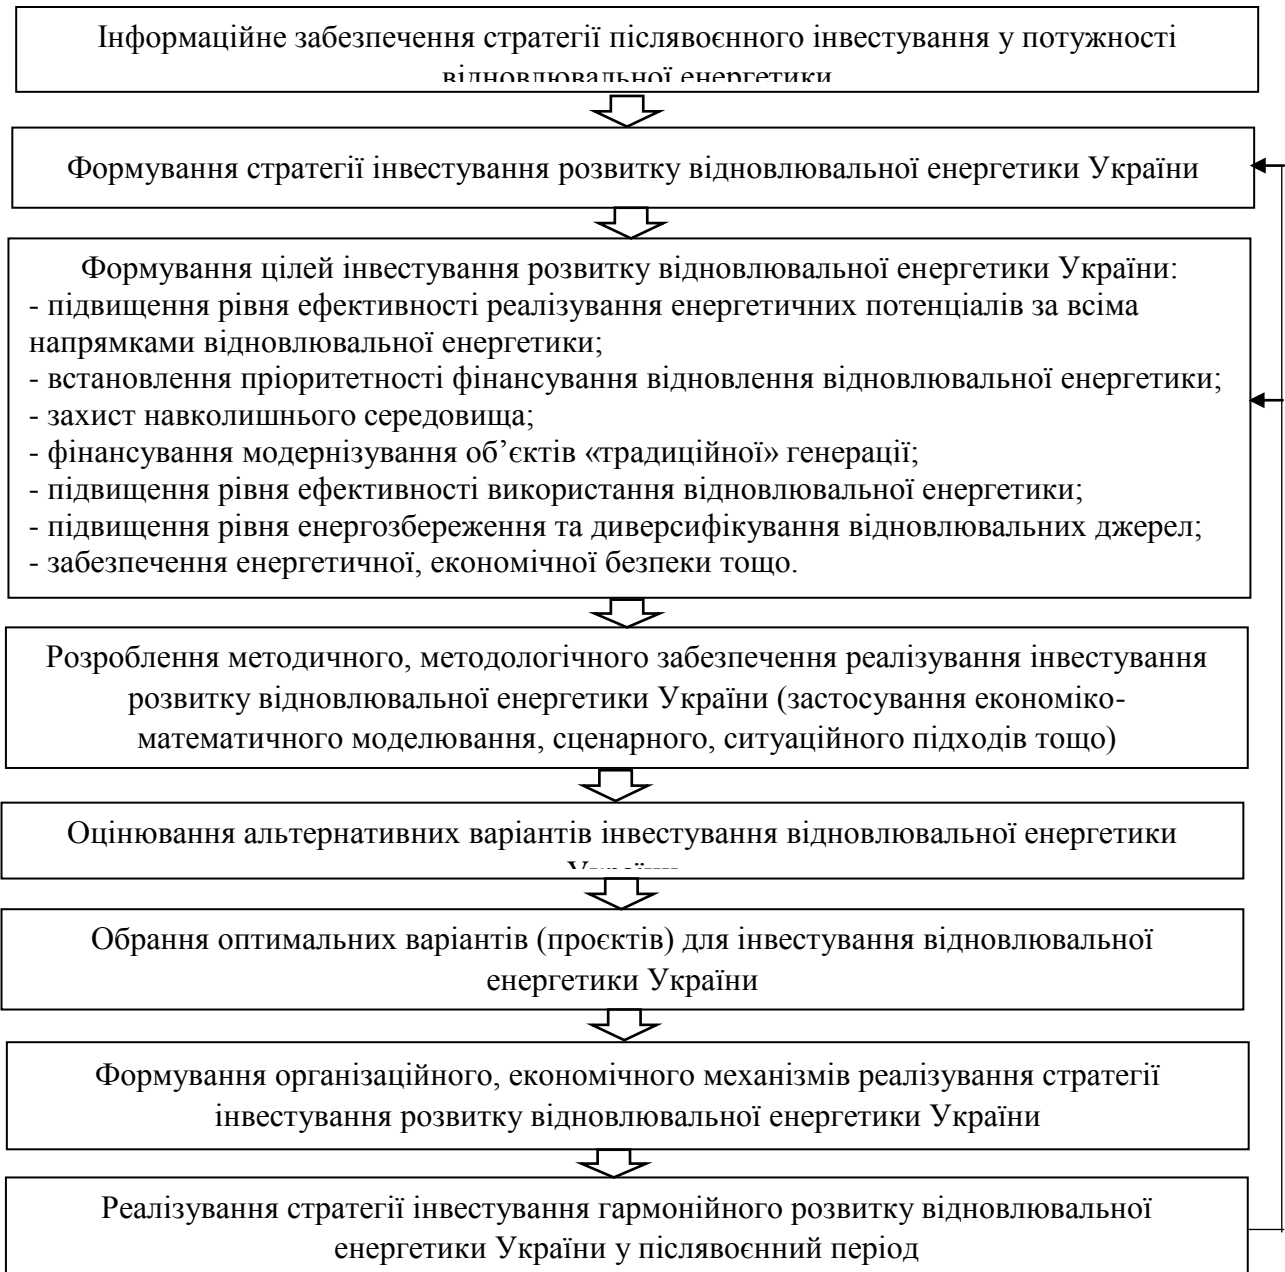 Інформаційне забезпечення стратегії післявоєнного інвестування у потужності
відновлювальної енергетики
Формування стратегії інвестування розвитку відновлювальної енергетики України
Формування цілей інвестування розвитку відновлювальної енергетики України:
- підвищення рівня ефективності реалізування енергетичних потенціалів за всіма
напрямками відновлювальної енергетики;
- встановлення пріоритетності фінансування відновлення відновлювальної енергетики;
- захист навколишнього середовища;
- фінансування модернізування об’єктів «традиційної» генерації;
- підвищення рівня ефективності використання відновлювальної енергетики;
- підвищення рівня енергозбереження та диверсифікування відновлювальних джерел;
- забезпечення енергетичної, економічної безпеки тощо.
Розроблення методичного, методологічного забезпечення реалізування інвестування
розвитку відновлювальної енергетики України (застосування економіко-
математичного моделювання, сценарного, ситуаційного підходів тощо)
Оцінювання альтернативних варіантів інвестування відновлювальної енергетики
Обрання оптимальних варіантів (проєктів) для інвестування відновлювальної
енергетики України
Формування організаційного, економічного механізмів реалізування стратегії
інвестування розвитку відновлювальної енергетики України
Реалізування стратегії інвестування гармонійного розвитку відновлювальної
енергетики України у післявоєнний період